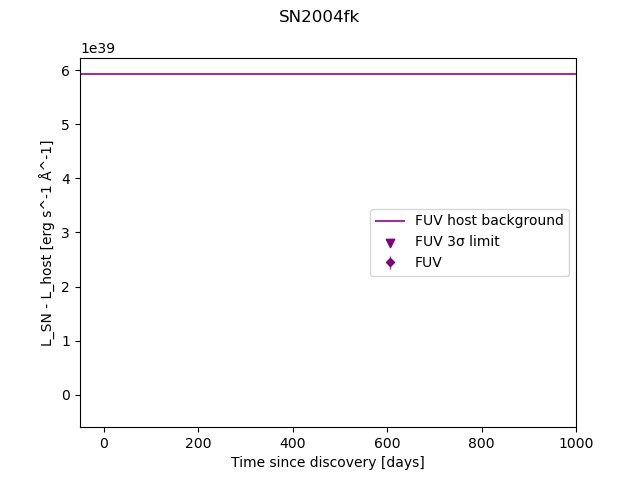 SN2004fk
1e39
6
5
4
3
2
1
0
L_SN - L_host [erg s^-1 Å^-1]
FUV host background
FUV 3σ limit
FUV
0 200 400 600 800 1000
Time since discovery [days]